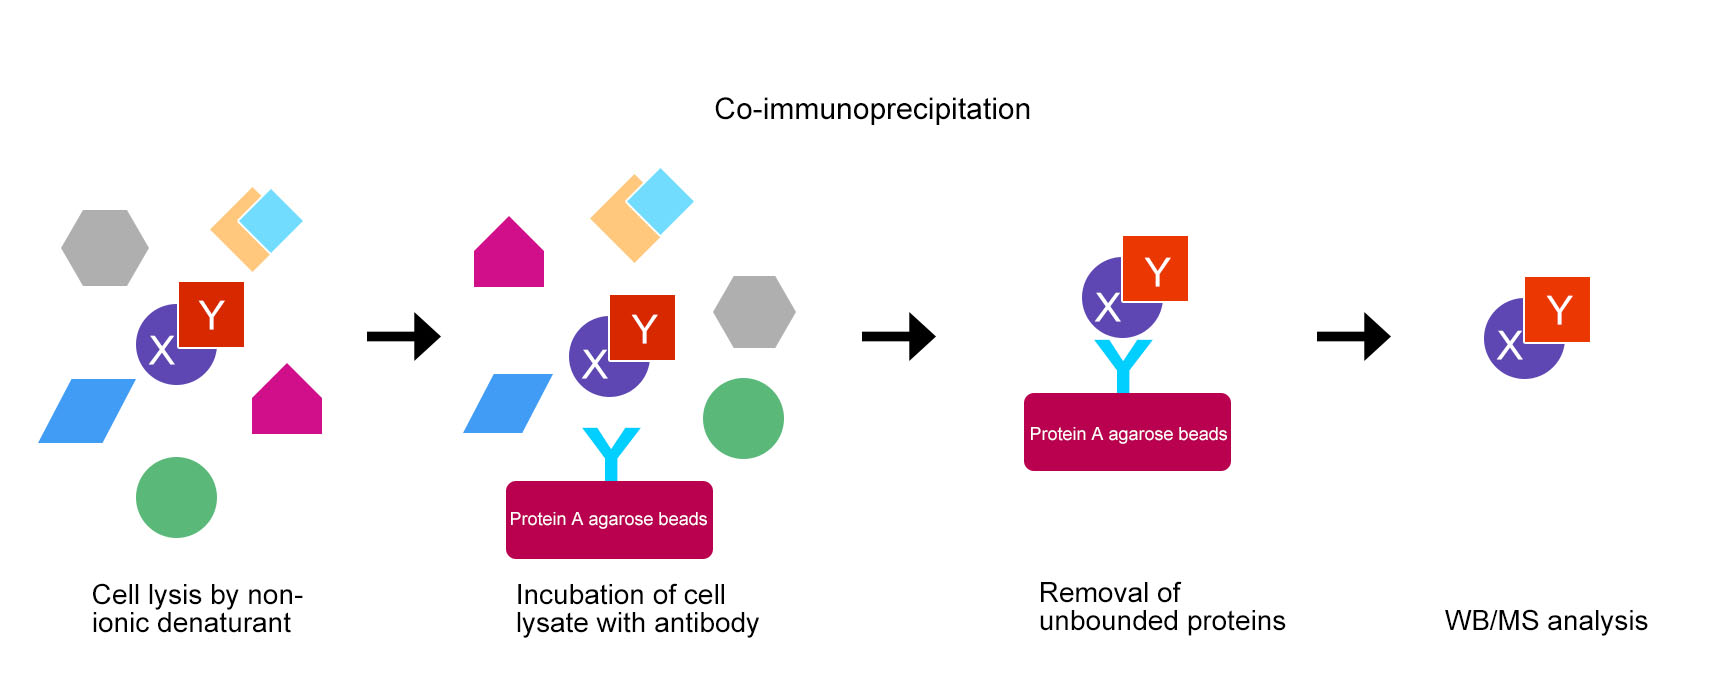 Co-immunoprecipitation
Y
X
Y
X
Protein A agarose beads
Y
X
Protein A agarose beads
Y
X
Cell lysis by non-
ionic denaturant
Incubation of cell
lysate with antibody
Removal of
unbounded proteins
WB/MS analysis